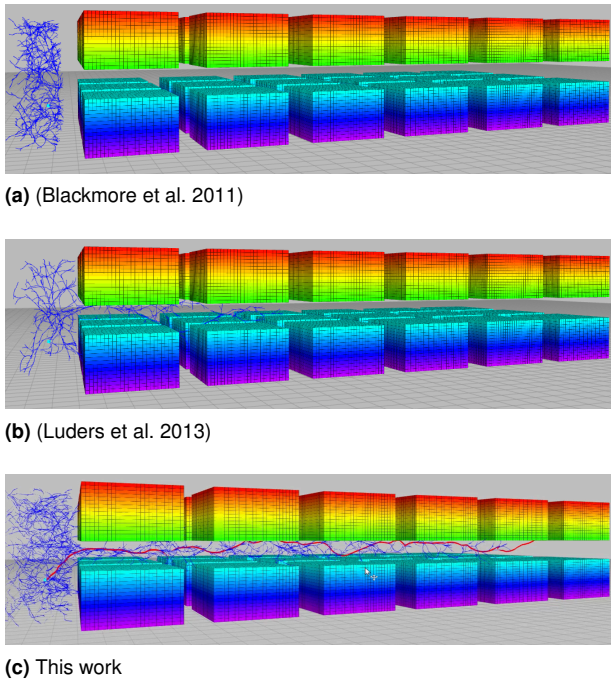 (a) (Blackmore et al. 2011)
(b) (Luders et al. 2013)
(c) This work